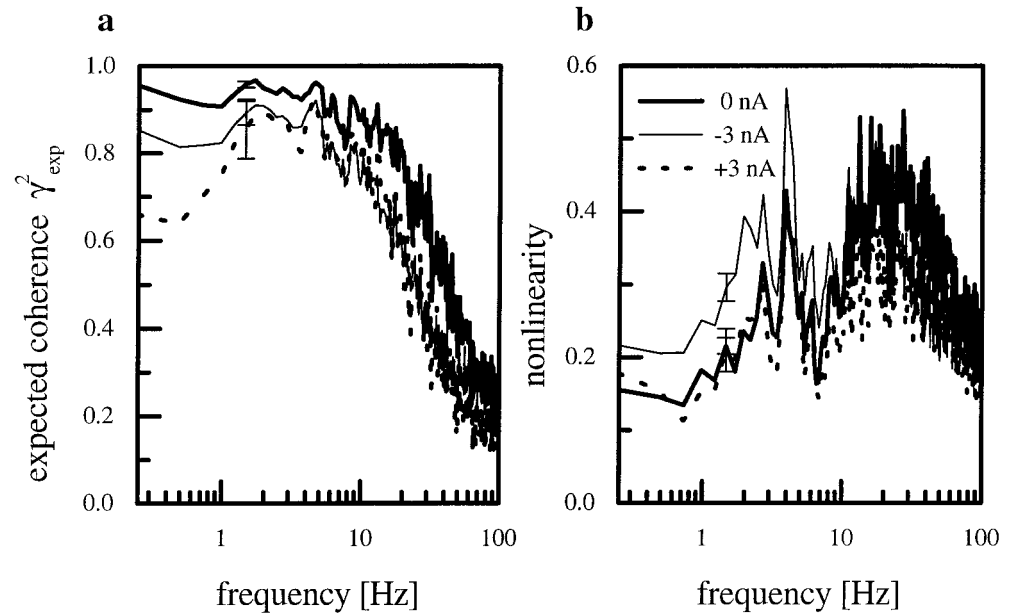 a
b
1.0
0.8
0.6
0.4
0.2
0.0
expected coherence γ²exp
1
10
100
frequency [Hz]
0.6
0.4
0.2
0.0
nonlinearity
0 nA
-3 nA
+3 nA
1
10
100
frequency [Hz]